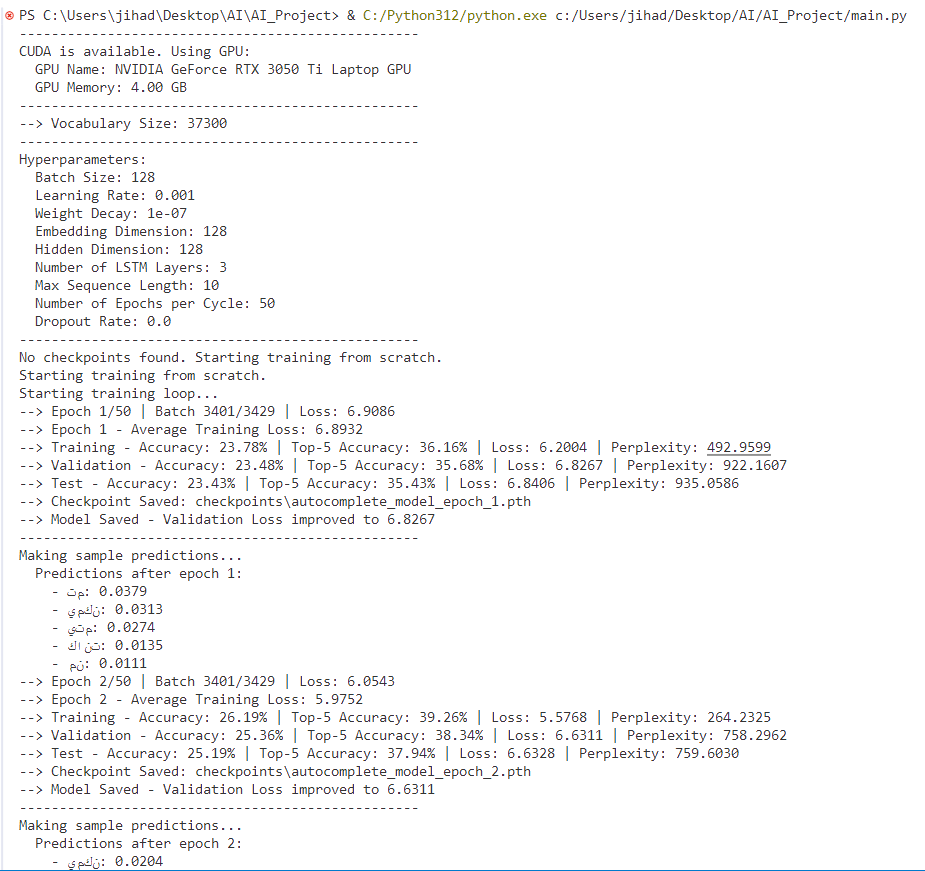 PS C:\Users\jihad\Desktop\AI\AI_Project> & C:/Python312/python.exe c:/Users/jihad/Desktop/AI/AI_Project/main.py
--------------------------------------------------
CUDA is available. Using GPU:
GPU Name: NVIDIA GeForce RTX 3050 Ti Laptop GPU
GPU Memory: 4.00 GB
--------------------------------------------------
--> Vocabulary Size: 37300
--------------------------------------------------
Hyperparameters:
Batch Size: 128
Learning Rate: 0.001
Weight Decay: 1e-07
Embedding Dimension: 128
Hidden Dimension: 128
Number of LSTM Layers: 3
Max Sequence Length: 10
Number of Epochs per Cycle: 50
Dropout Rate: 0.0
--------------------------------------------------
No checkpoints found. Starting training from scratch.
Starting training from scratch.
Starting training loop...
--> Epoch 1/50 | Batch 3401/3429 | Loss: 6.9086
--> Epoch 1 - Average Training Loss: 6.8932
--> Training - Accuracy: 23.78% | Top-5 Accuracy: 36.16% | Loss: 6.2004 | Perplexity: 492.9599
--> Validation - Accuracy: 23.48% | Top-5 Accuracy: 35.68% | Loss: 6.8267 | Perplexity: 922.1607
--> Test - Accuracy: 23.43% | Top-5 Accuracy: 35.43% | Loss: 6.8406 | Perplexity: 935.0586
--> Checkpoint Saved: checkpoints\autocomplete_model_epoch_1.pth
--> Model Saved - Validation Loss improved to 6.8267
--------------------------------------------------
Making sample predictions...
Predictions after epoch 1:
- مت: 0.0379
- نكمي: 0.0313
- متي: 0.0274
- تناك: 0.0135
- نم: 0.0111
--> Epoch 2/50 | Batch 3401/3429 | Loss: 6.0543
--> Epoch 2 - Average Training Loss: 5.9752
--> Training - Accuracy: 26.19% | Top-5 Accuracy: 39.26% | Loss: 5.5768 | Perplexity: 264.2325
--> Validation - Accuracy: 25.36% | Top-5 Accuracy: 38.34% | Loss: 6.6311 | Perplexity: 758.2962
--> Test - Accuracy: 25.19% | Top-5 Accuracy: 37.94% | Loss: 6.6328 | Perplexity: 759.6030
--> Checkpoint Saved: checkpoints\autocomplete_model_epoch_2.pth
--> Model Saved - Validation Loss improved to 6.6311
--------------------------------------------------
Making sample predictions...
Predictions after epoch 2:
- نكمي: 0.0204